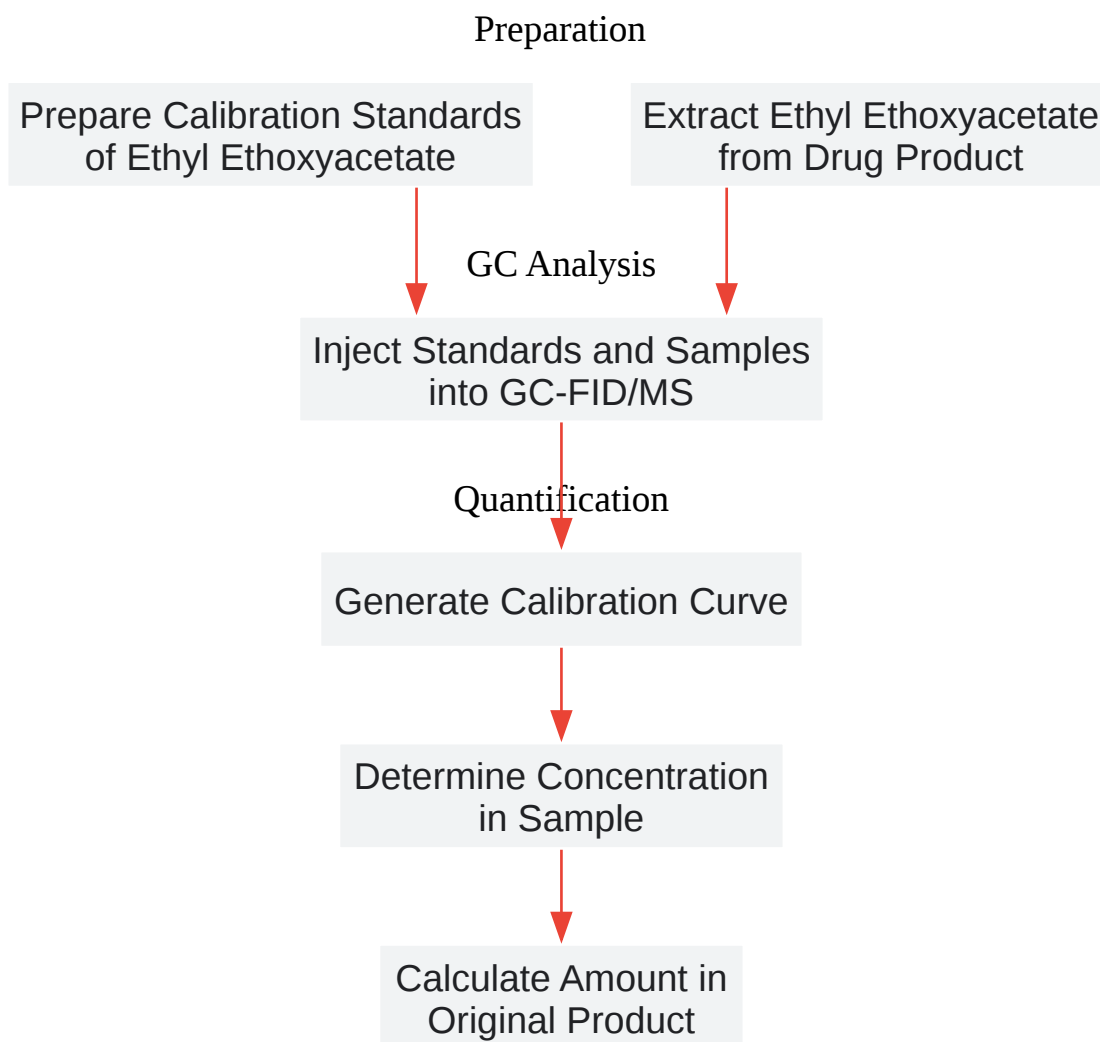 Preparation
Prepare Calibration Standards
of Ethyl Ethoxyacetate
Extract Ethyl Ethoxyacetate
from Drug Product
GC Analysis
Inject Standards and Samples
into GC-FID/MS
Quantification
Generate Calibration Curve
Determine Concentration
in Sample
Calculate Amount in
Original Product